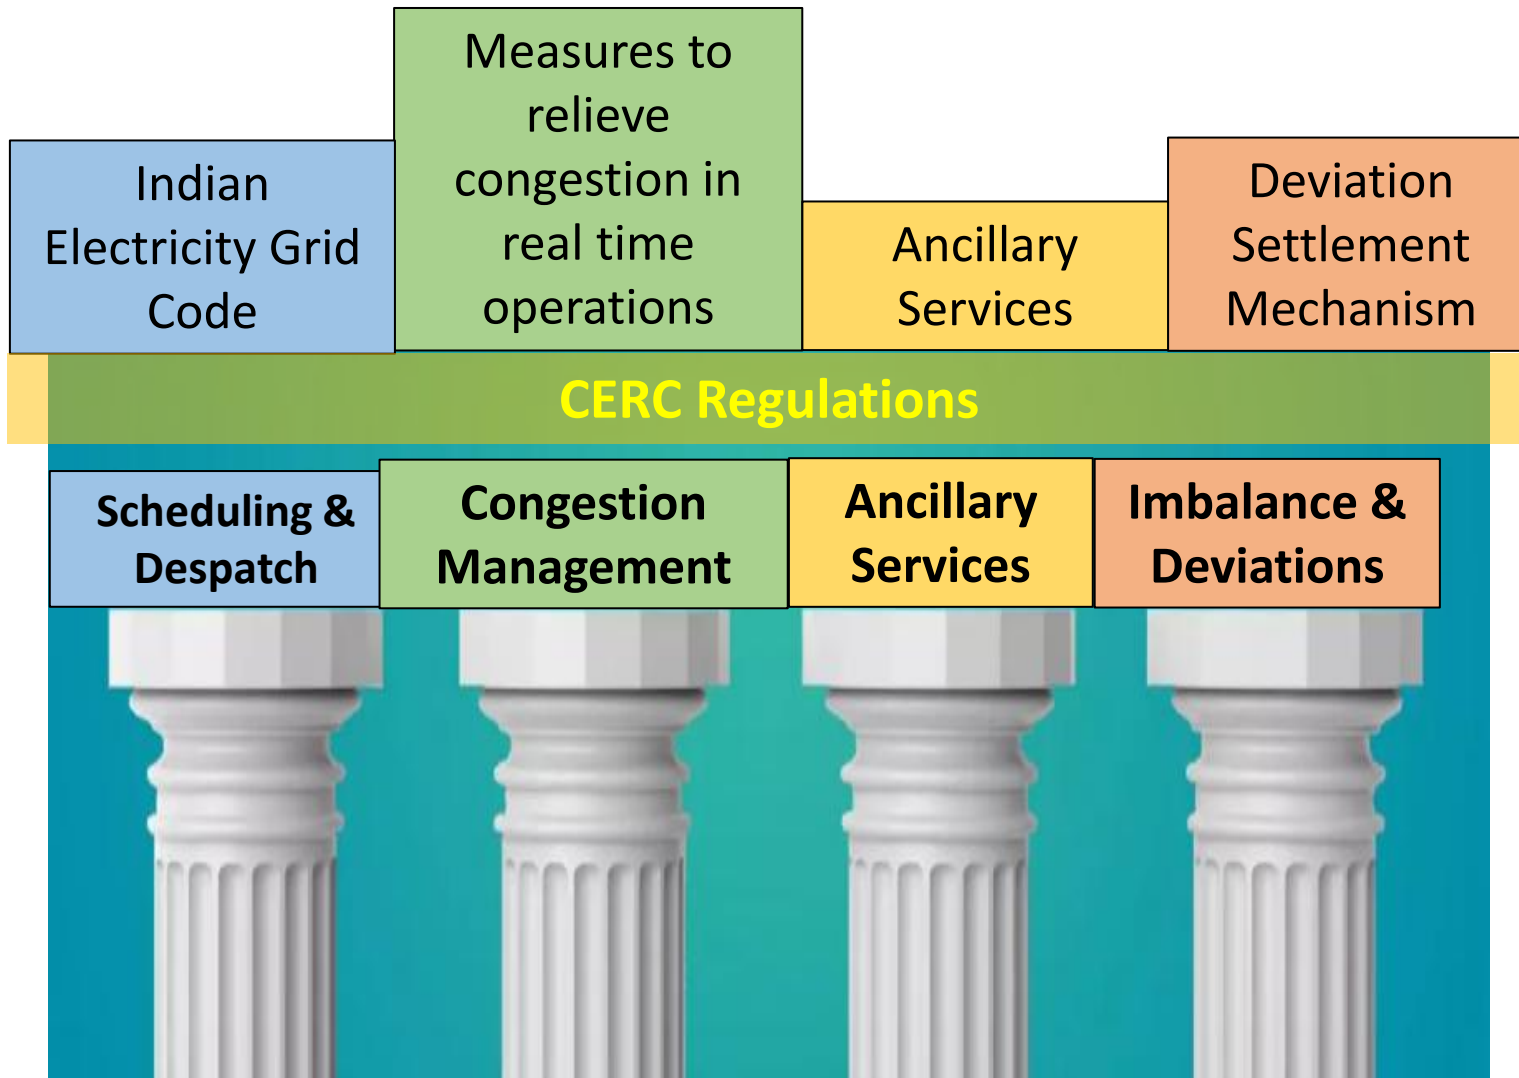 Indian
Electricity Grid
Code
Measures to
relieve
congestion in
real time
operations
Ancillary
Services
Deviation
Settlement
Mechanism
CERC Regulations
Scheduling &
Despatch
Congestion
Management
Ancillary
Services
Imbalance &
Deviations